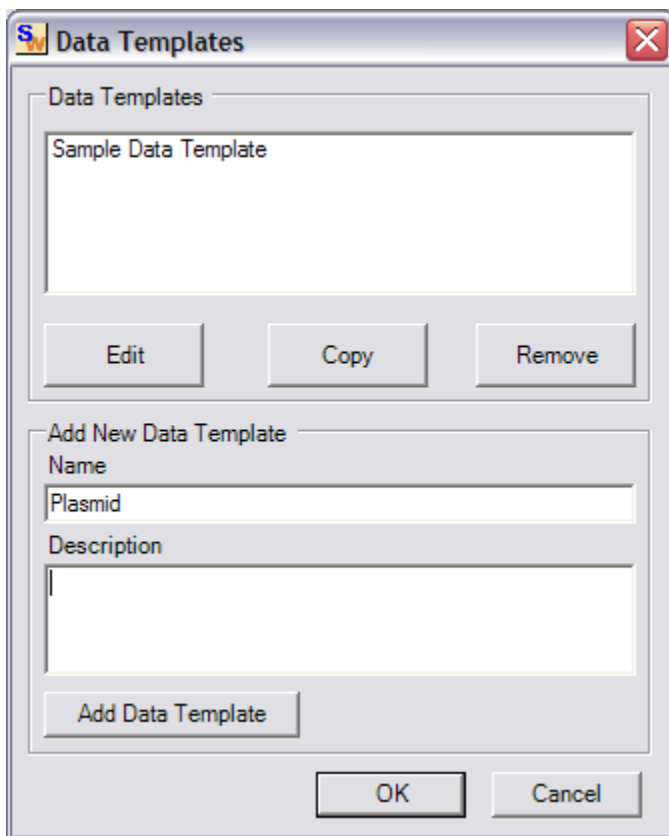 SW Data Templates
Data Templates
Sample Data Template
Edit Copy Remove
Add New Data Template
Name
Plasmid
Description
Add Data Template
OK Cancel